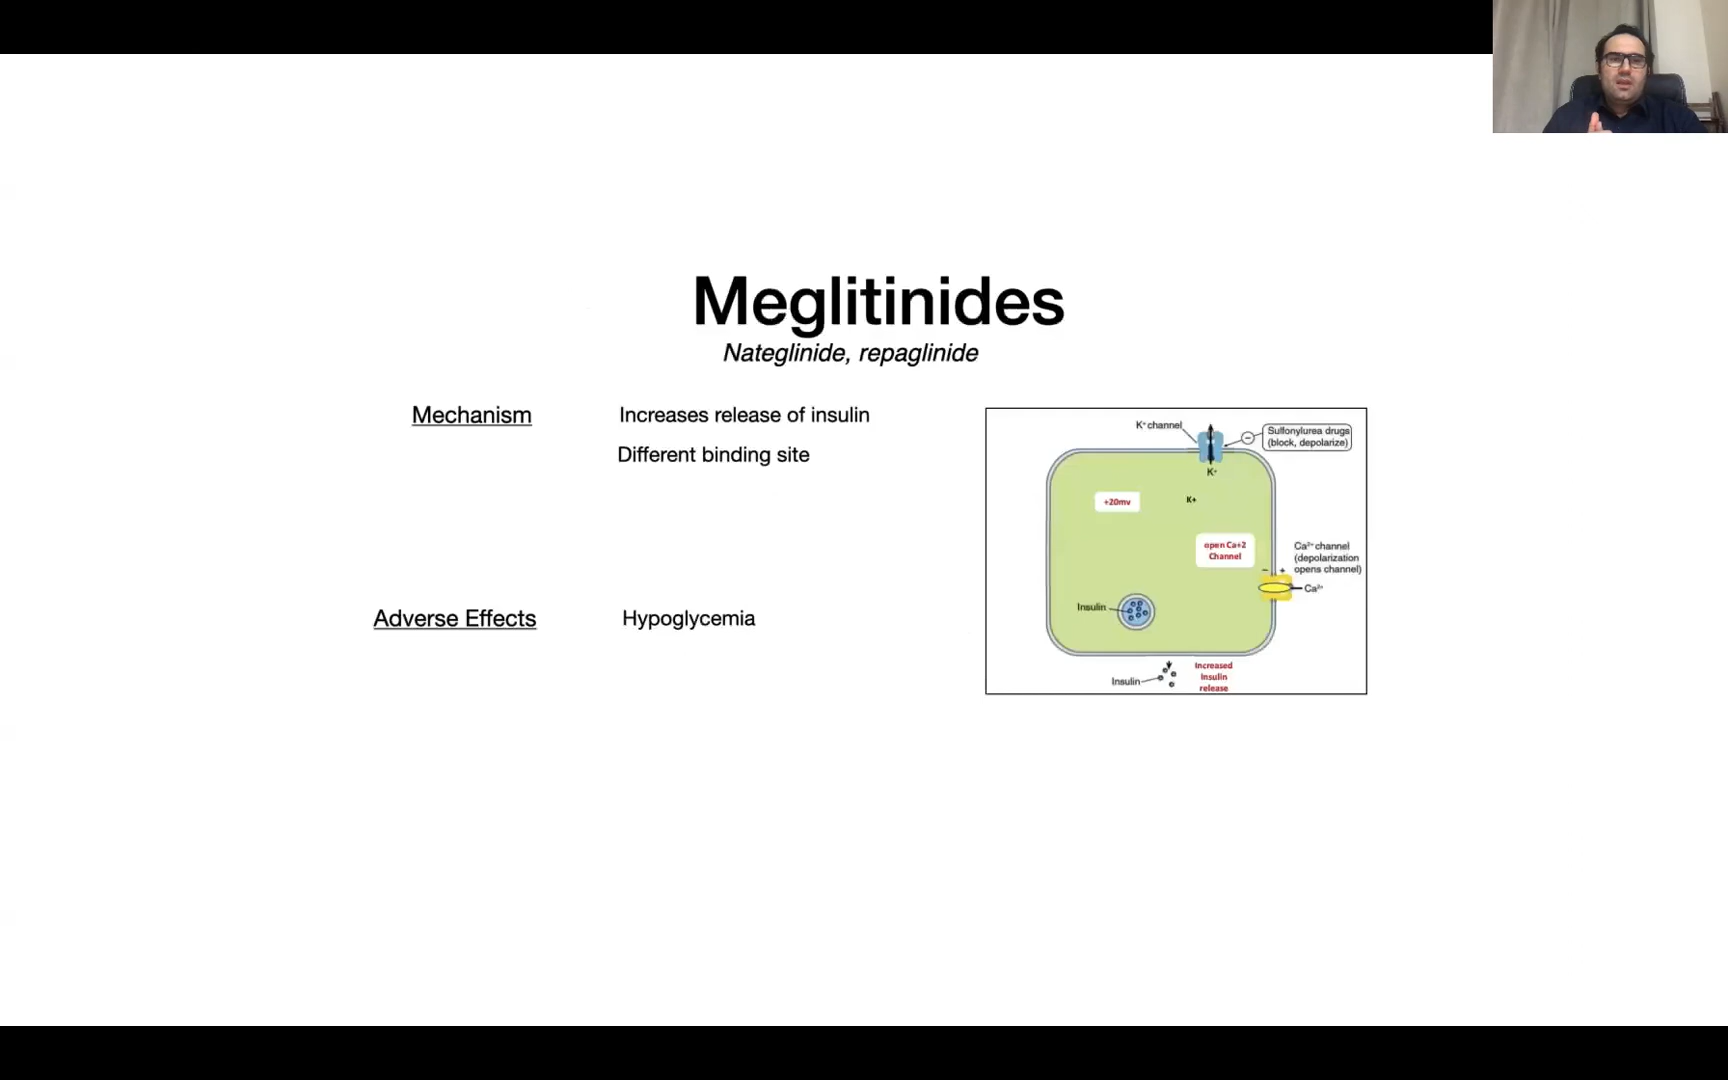 Meglitinides
Nateglinide, repaglinide
Mechanism
Increases release of insulin
Different binding site
Adverse Effects
Hypoglycemia
K⁺ channel
Sulfonylurea drugs
(block, depolarize)
K⁺
+20mv
K+
open Ca+2
Channel
Ca²⁺ channel
(depolarization
opens channel)
− +
Ca²⁺
Insulin
Insulin
Increased
Insulin
release